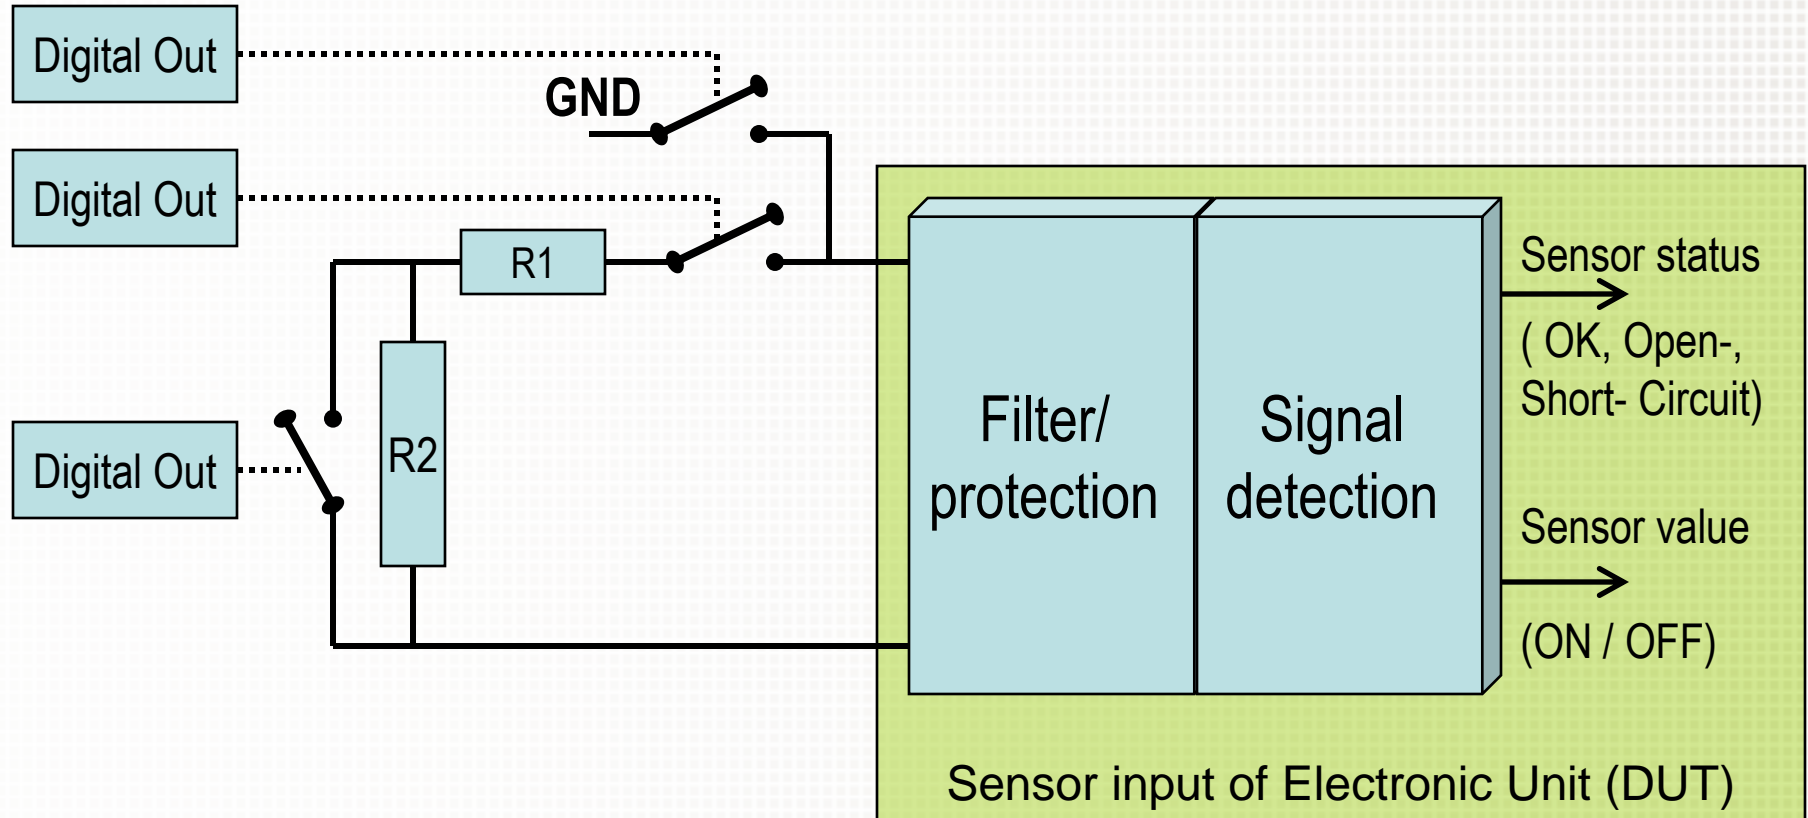 Digital Out
GND
Digital Out
R1
Digital Out
R2
Filter/
protection
Signal
detection
Sensor status
( OK, Open-,
Short- Circuit)
Sensor value
(ON / OFF)
Sensor input of Electronic Unit (DUT)